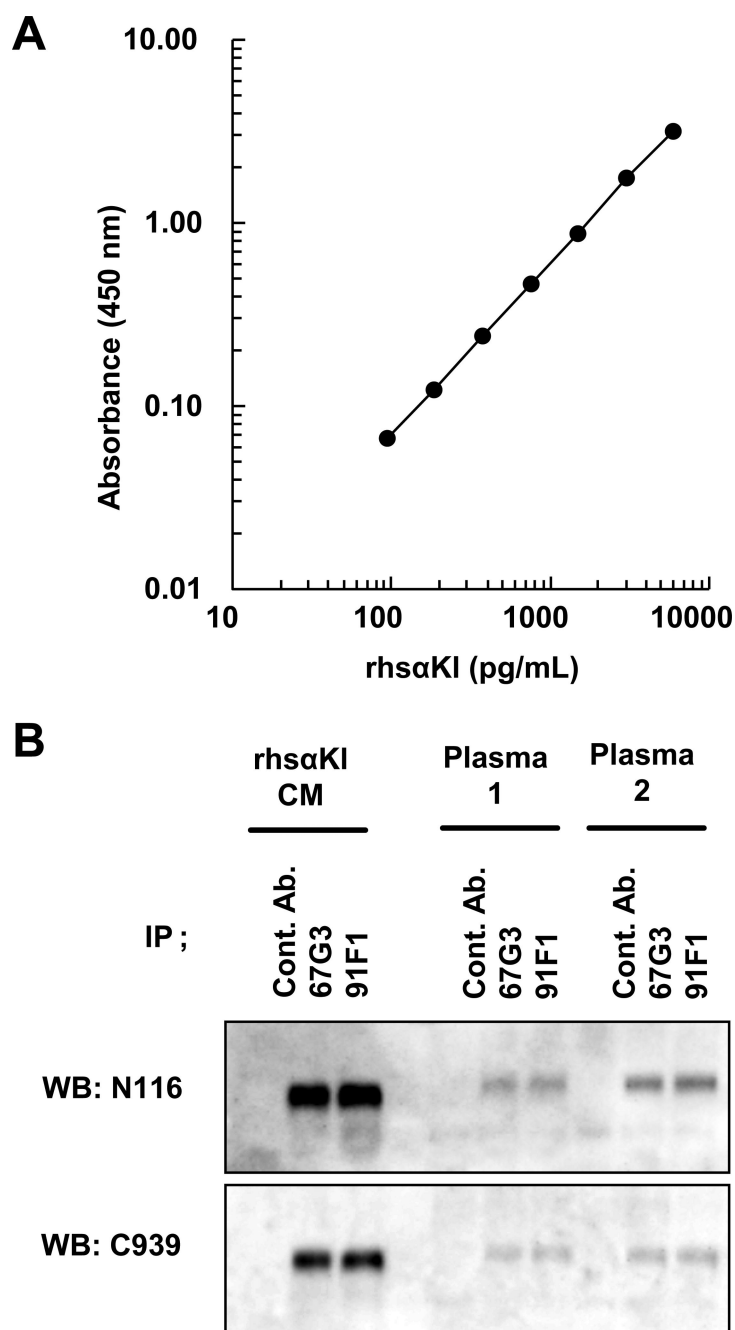 A
10.00
1.00
0.10
0.01
Absorbance (450 nm)
10
100
1000
10000
rhsαKl (pg/mL)
B
rhsαKl
CM
Plasma
1
Plasma
2
IP ;
Cont. Ab.
67G3
91F1
Cont. Ab.
67G3
91F1
Cont. Ab.
67G3
91F1
WB: N116
WB: C939